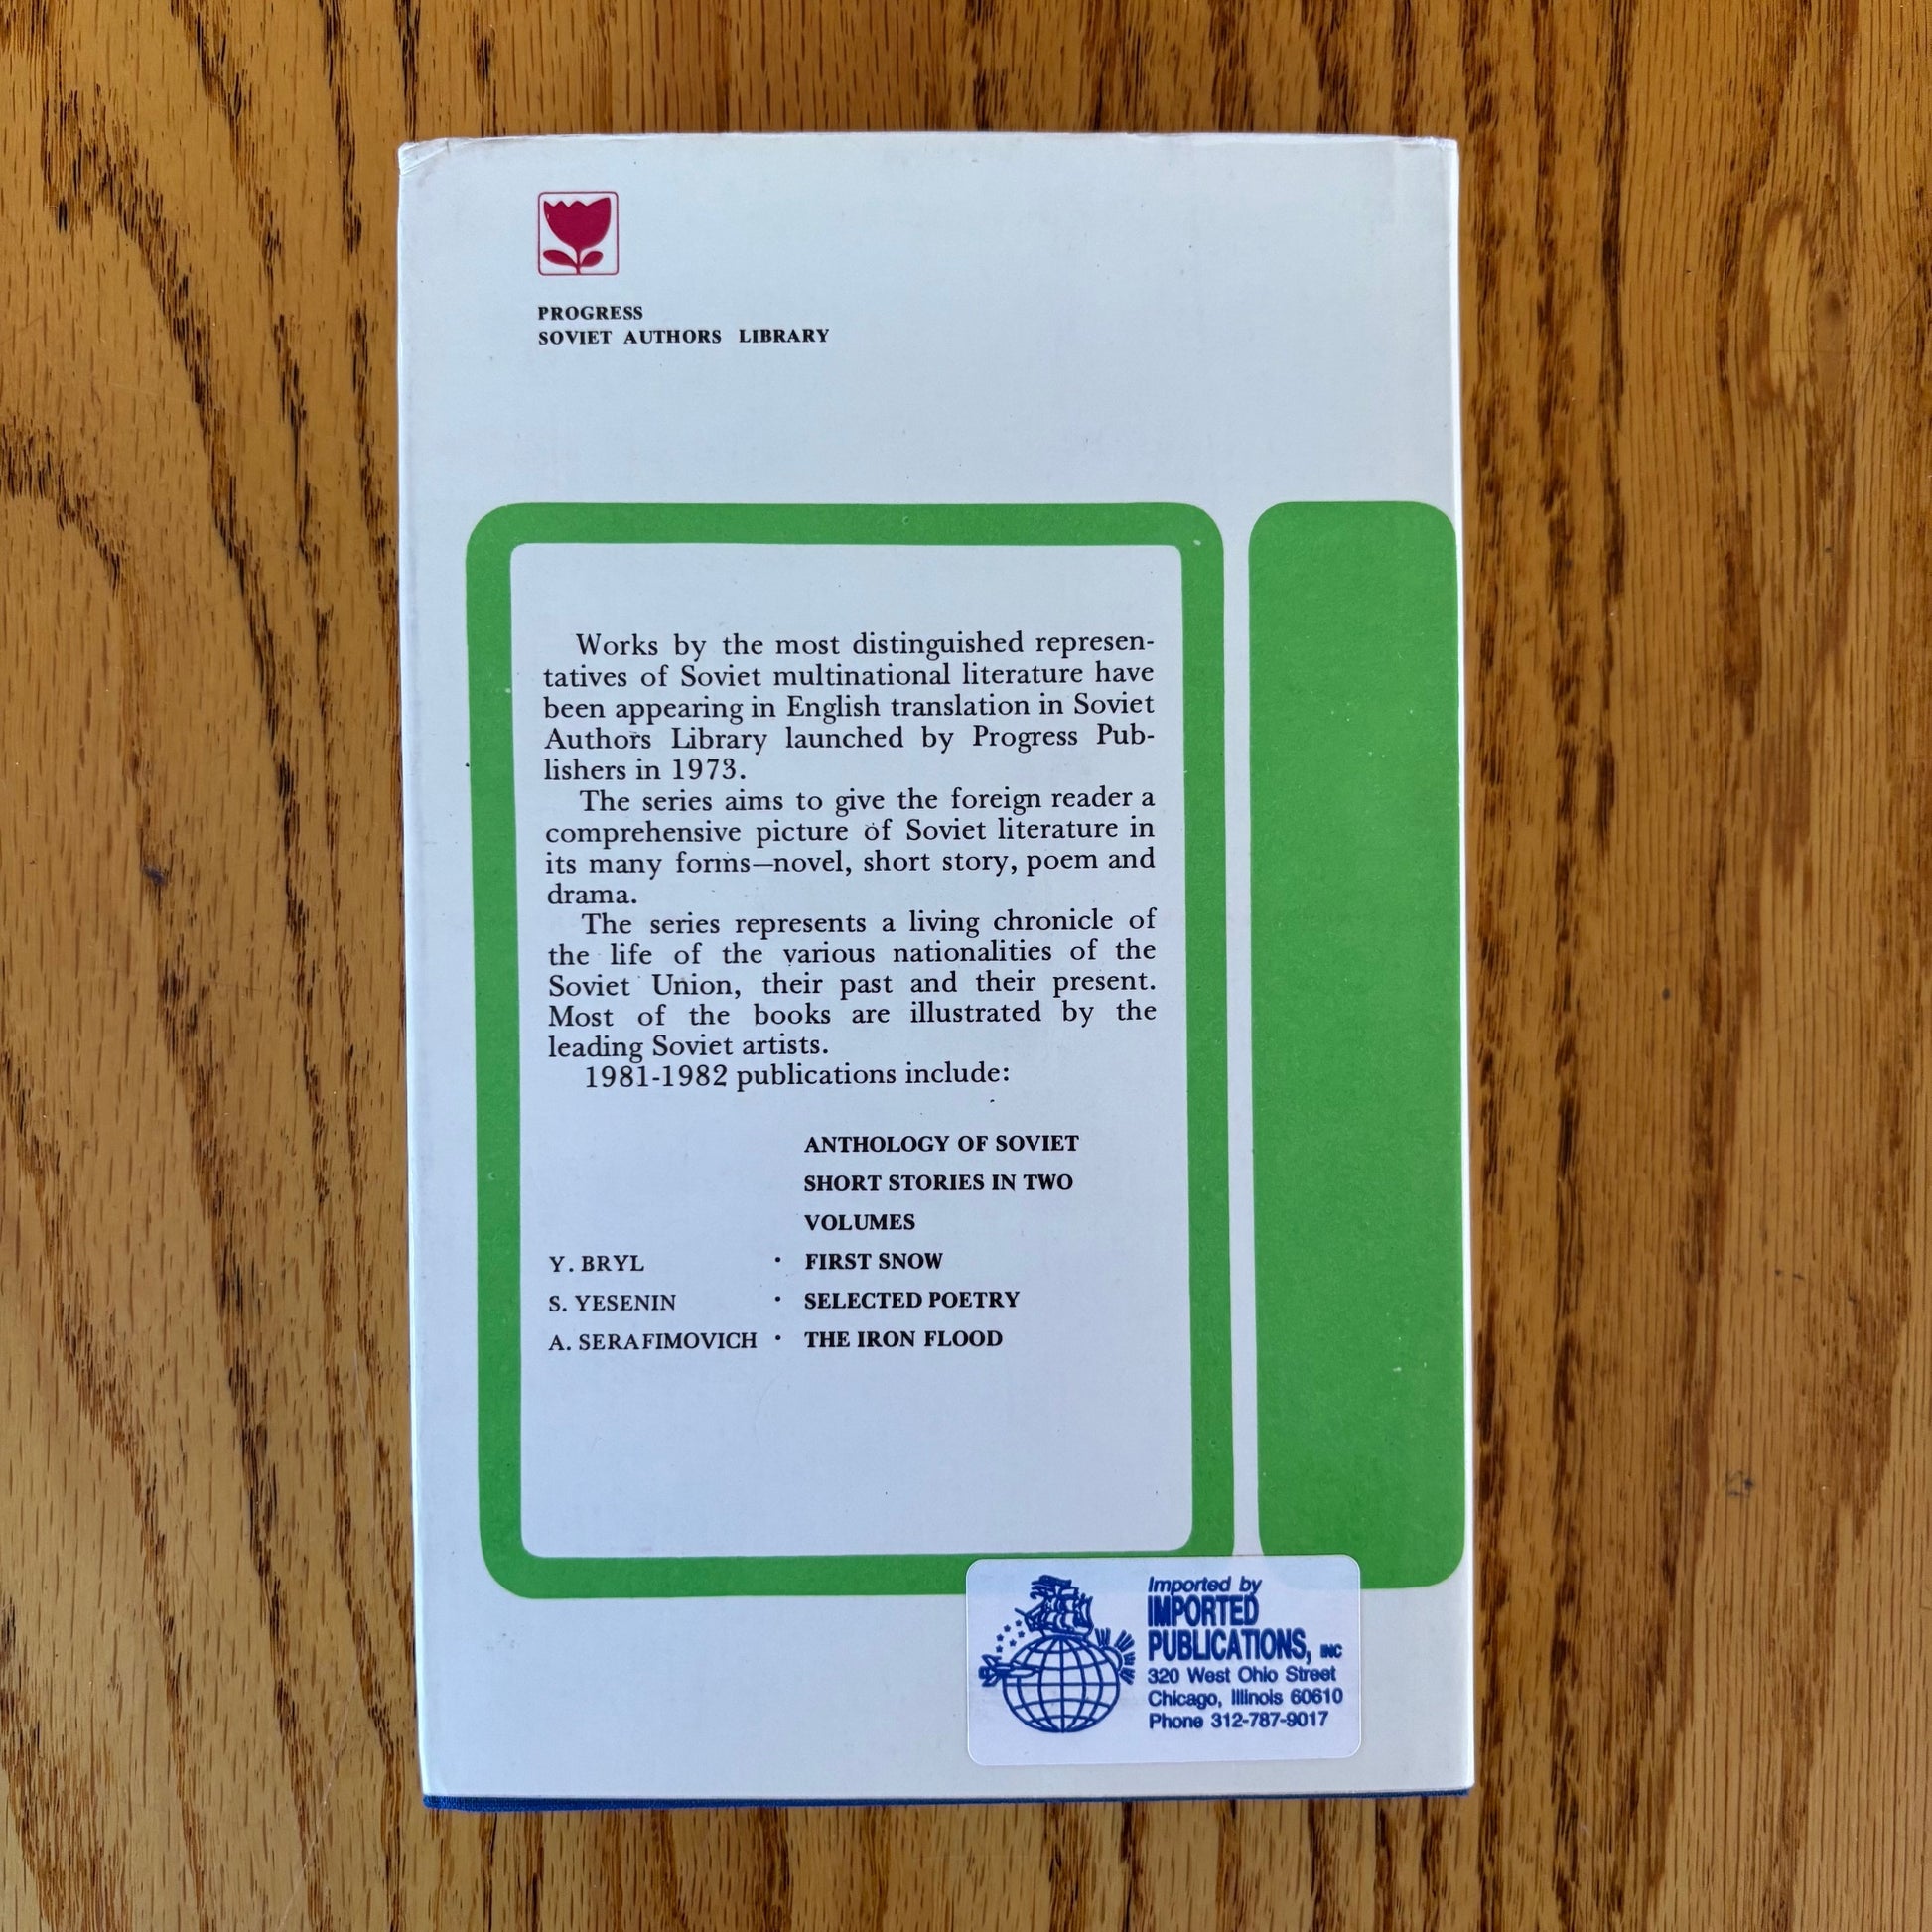 PROGRESS
SOVIET AUTHORS LIBRARY
Works by the most distinguished represen-
tatives of Soviet multinational literature have
been appearing in English translation in Soviet
Authors Library launched by Progress Pub-
lishers in 1973.
The series aims to give the foreign reader a
comprehensive picture of Soviet literature in
its many forms—novel, short story, poem and
drama.
The series represents a living chronicle of
the life of the various nationalities of the
Soviet Union, their past and their present.
Most of the books are illustrated by the
leading Soviet artists.
1981-1982 publications include:
ANTHOLOGY OF SOVIET
SHORT STORIES IN TWO
VOLUMES
Y. BRYL • FIRST SNOW
S. YESENIN • SELECTED POETRY
A. SERAFIMOVICH • THE IRON FLOOD
Imported by
IMPORTED
PUBLICATIONS, INC
320 West Ohio Street
Chicago, Illinois 60610
Phone 312-787-9017